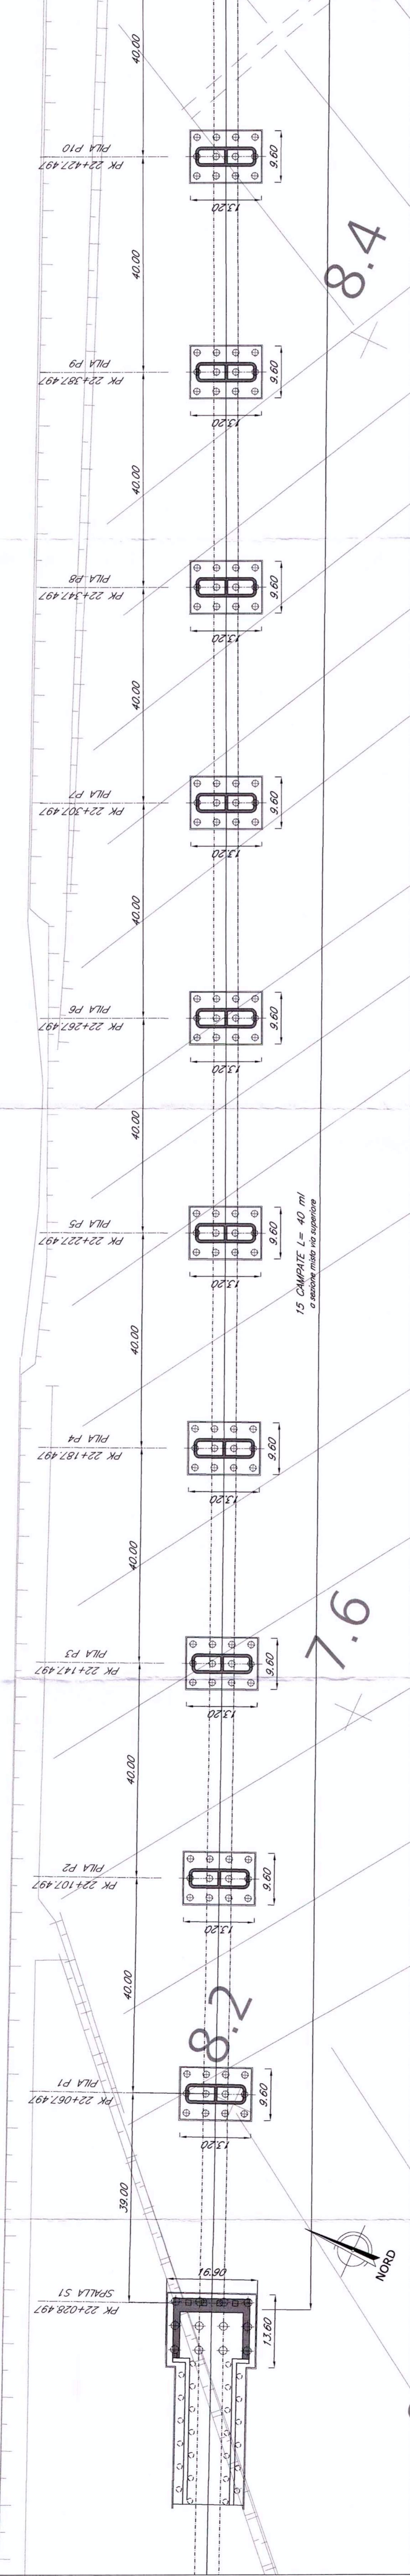 40.00
PILA P10
PK 22+427.497
9.60
13.20
40.00
8.4
PILA P9
PK 22+387.497
9.60
13.20
40.00
PILA P8
PK 22+347.497
9.60
13.20
40.00
PILA P7
PK 22+307.497
9.60
13.20
40.00
PILA P6
PK 22+267.497
9.60
13.20
40.00
15 CAMPATE L= 40 ml
a sezione mista via superiore
PILA P5
PK 22+227.497
9.60
13.20
40.00
PILA P4
PK 22+187.497
9.60
13.20
40.00
7.6
PILA P3
PK 22+147.497
9.60
13.20
40.00
PILA P2
PK 22+107.497
9.60
13.20
40.00
8.2
PILA P1
PK 22+067.497
9.60
13.20
39.00
NORD
SPALLA S1
PK 22+028.497
16.90
13.60